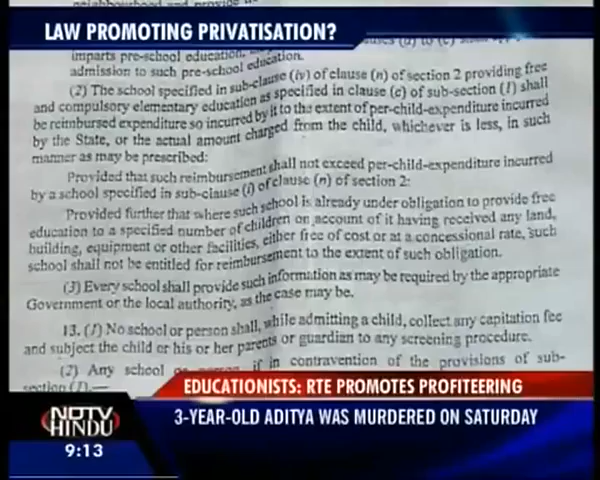 LAW PROMOTING PRIVATISATION?
imparts pre-school education,
admission to such pre-school education.
(2) The school specified in sub-clause (iv) of clause (n) of section 2 providing free
and compulsory elementary education as specified in clause (c) of sub-section (1) shall
be reimbursed expenditure so incurred by it to the extent of per-child-expenditure incurred
by the State, or the actual amount charged from the child, whichever is less, in such
manner as may be prescribed:
Provided that such reimbursement shall not exceed per-child-expenditure incurred
by a school specified in sub-clause (i) of clause (n) of section 2:
Provided further that where such school is already under obligation to provide free
education to a specified number of children on account of it having received any land,
building, equipment or other facilities, either free of cost or at a concessional rate, such
school shall not be entitled for reimbursement to the extent of such obligation.
(3) Every school shall provide such information as may be required by the appropriate
Government or the local authority, as the case may be.
13. (1) No school or person shall, while admitting a child, collect any capitation fee
and subject the child or his or her parents or guardian to any screening procedure.
(2) Any school or person, if in contravention of the provisions of sub-
section (1),—
EDUCATIONISTS: RTE PROMOTES PROFITEERING
NDTV
HINDU
3-YEAR-OLD ADITYA WAS MURDERED ON SATURDAY
9:13